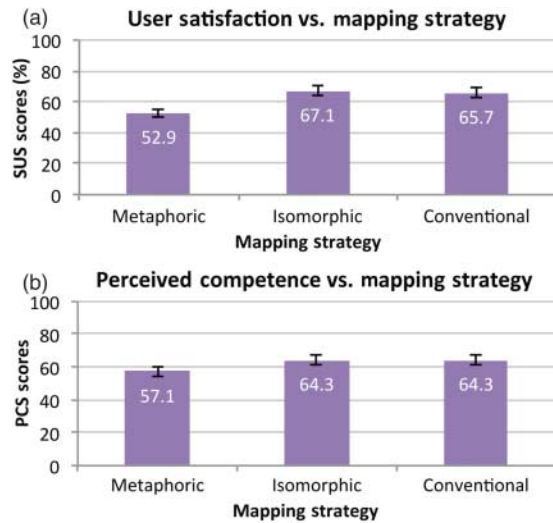 (a) User satisfaction vs. mapping strategy
SUS scores (%)
100
80
60
40
20
0
52.9
67.1
65.7
Metaphoric Isomorphic Conventional
Mapping strategy
(b) Perceived competence vs. mapping strategy
PCS scores
100
80
60
40
20
0
57.1
64.3
64.3
Metaphoric Isomorphic Conventional
Mapping strategy